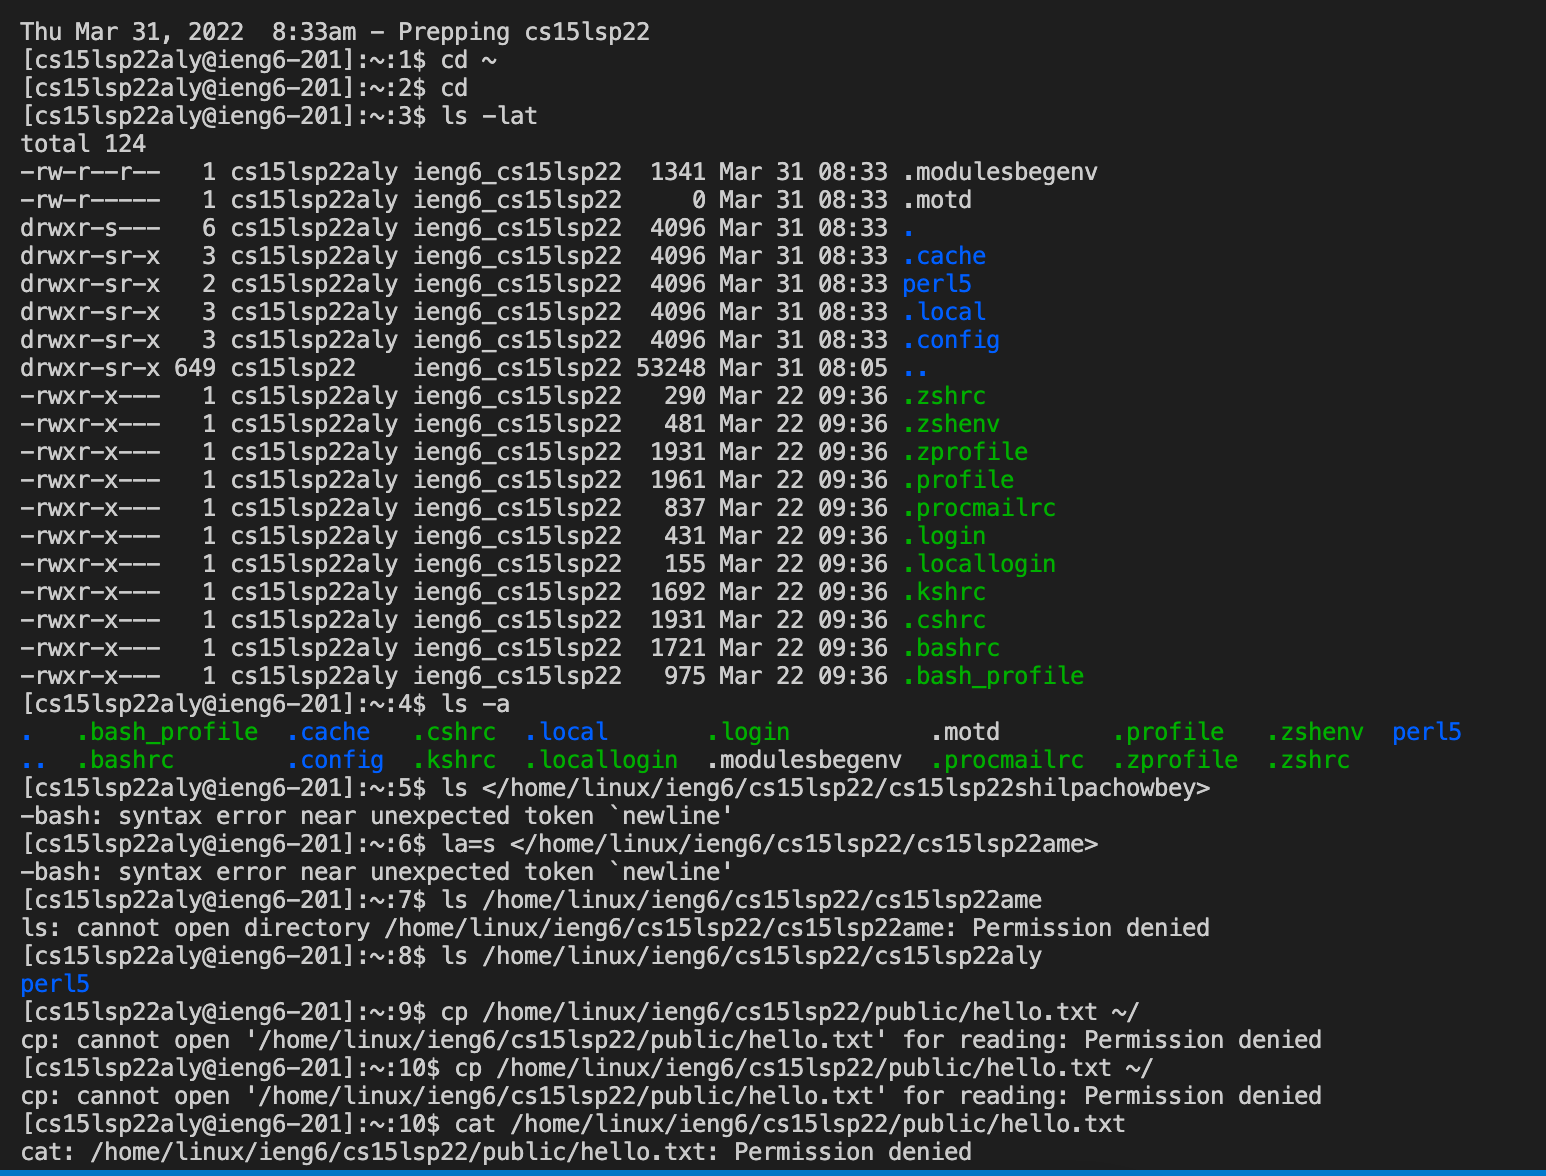 Thu Mar 31, 2022  8:33am - Prepping cs15lsp22
[cs15lsp22aly@ieng6-201]:~:1$ cd ~
[cs15lsp22aly@ieng6-201]:~:2$ cd
[cs15lsp22aly@ieng6-201]:~:3$ ls -lat
total 124
-rw-r--r--   1 cs15lsp22aly ieng6_cs15lsp22  1341 Mar 31 08:33 .modulesbegenv
-rw-r-----   1 cs15lsp22aly ieng6_cs15lsp22     0 Mar 31 08:33 .motd
drwxr-s---   6 cs15lsp22aly ieng6_cs15lsp22  4096 Mar 31 08:33 .
drwxr-sr-x   3 cs15lsp22aly ieng6_cs15lsp22  4096 Mar 31 08:33 .cache
drwxr-sr-x   2 cs15lsp22aly ieng6_cs15lsp22  4096 Mar 31 08:33 perl5
drwxr-sr-x   3 cs15lsp22aly ieng6_cs15lsp22  4096 Mar 31 08:33 .local
drwxr-sr-x   3 cs15lsp22aly ieng6_cs15lsp22  4096 Mar 31 08:33 .config
drwxr-sr-x 649 cs15lsp22    ieng6_cs15lsp22 53248 Mar 31 08:05 ..
-rwxr-x---   1 cs15lsp22aly ieng6_cs15lsp22   290 Mar 22 09:36 .zshrc
-rwxr-x---   1 cs15lsp22aly ieng6_cs15lsp22   481 Mar 22 09:36 .zshenv
-rwxr-x---   1 cs15lsp22aly ieng6_cs15lsp22  1931 Mar 22 09:36 .zprofile
-rwxr-x---   1 cs15lsp22aly ieng6_cs15lsp22  1961 Mar 22 09:36 .profile
-rwxr-x---   1 cs15lsp22aly ieng6_cs15lsp22   837 Mar 22 09:36 .procmailrc
-rwxr-x---   1 cs15lsp22aly ieng6_cs15lsp22   431 Mar 22 09:36 .login
-rwxr-x---   1 cs15lsp22aly ieng6_cs15lsp22   155 Mar 22 09:36 .locallogin
-rwxr-x---   1 cs15lsp22aly ieng6_cs15lsp22  1692 Mar 22 09:36 .kshrc
-rwxr-x---   1 cs15lsp22aly ieng6_cs15lsp22  1931 Mar 22 09:36 .cshrc
-rwxr-x---   1 cs15lsp22aly ieng6_cs15lsp22  1721 Mar 22 09:36 .bashrc
-rwxr-x---   1 cs15lsp22aly ieng6_cs15lsp22   975 Mar 22 09:36 .bash_profile
[cs15lsp22aly@ieng6-201]:~:4$ ls -a
.   .bash_profile  .cache   .cshrc  .local       .login          .motd        .profile   .zshenv  perl5
..  .bashrc        .config  .kshrc  .locallogin  .modulesbegenv  .procmailrc  .zprofile  .zshrc
[cs15lsp22aly@ieng6-201]:~:5$ ls </home/linux/ieng6/cs15lsp22/cs15lsp22shilpachowbey>
-bash: syntax error near unexpected token `newline'
[cs15lsp22aly@ieng6-201]:~:6$ la=s </home/linux/ieng6/cs15lsp22/cs15lsp22ame>
-bash: syntax error near unexpected token `newline'
[cs15lsp22aly@ieng6-201]:~:7$ ls /home/linux/ieng6/cs15lsp22/cs15lsp22ame
ls: cannot open directory /home/linux/ieng6/cs15lsp22/cs15lsp22ame: Permission denied
[cs15lsp22aly@ieng6-201]:~:8$ ls /home/linux/ieng6/cs15lsp22/cs15lsp22aly
perl5
[cs15lsp22aly@ieng6-201]:~:9$ cp /home/linux/ieng6/cs15lsp22/public/hello.txt ~/
cp: cannot open '/home/linux/ieng6/cs15lsp22/public/hello.txt' for reading: Permission denied
[cs15lsp22aly@ieng6-201]:~:10$ cp /home/linux/ieng6/cs15lsp22/public/hello.txt ~/
cp: cannot open '/home/linux/ieng6/cs15lsp22/public/hello.txt' for reading: Permission denied
[cs15lsp22aly@ieng6-201]:~:10$ cat /home/linux/ieng6/cs15lsp22/public/hello.txt
cat: /home/linux/ieng6/cs15lsp22/public/hello.txt: Permission denied